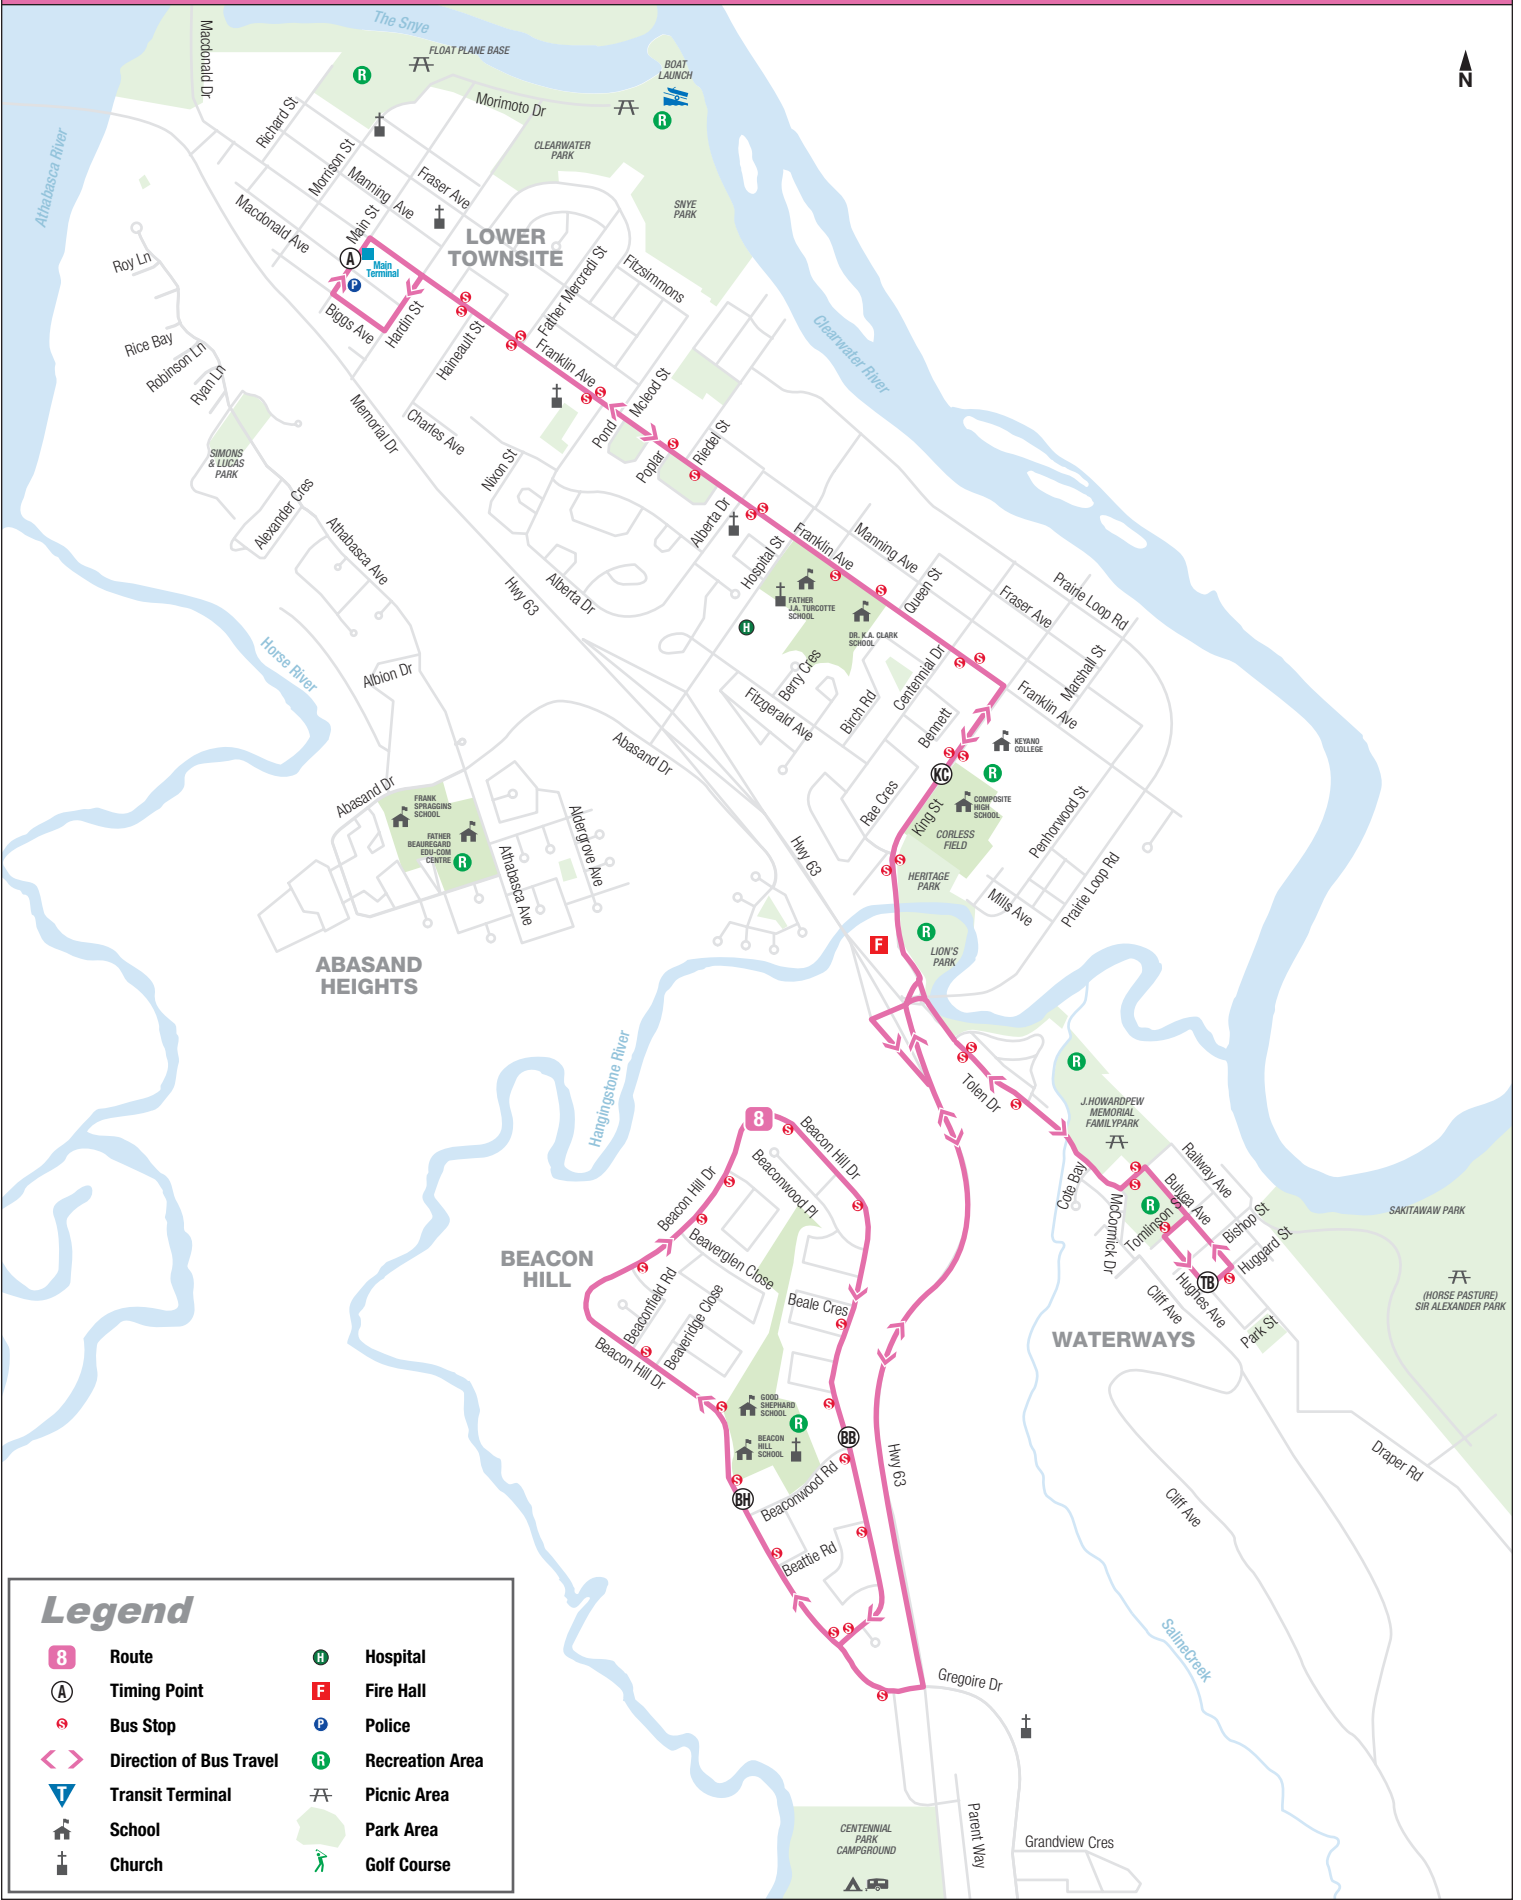 The Snye
Macdonald Dr
FLOAT PLANE BASE
R
BOAT
LAUNCH
N
Richard St
Morimoto Dr
R
Athabasca River
Morrison St
CLEARWATER
PARK
Manning Ave
Fraser Ave
SNYE
PARK
Macdonald Ave
Main St
LOWER
TOWNSITE
A
Main
Terminal
P
Roy Ln
Father Mercredi St
Fitzsimmons
Biggs Ave
Hardin St
S
S
Clearwater River
Rice Bay
Robinson Ln
Ryan Ln
Haineault St
S
S
Franklin Ave
Memorial Dr
Charles Ave
S
S
Mcleod St
Pond
Poplar
S
Riedel St
S
SIMONS
& LUCAS
PARK
Nixon St
Alexander Cres
Athabasca Ave
Alberta Dr
S
S
Hospital St
Franklin Ave
Manning Ave
S
FATHER
J.A. TURCOTTE
SCHOOL
S
Queen St
Fraser Ave
Prairie Loop Rd
Hwy 63
Alberta Dr
H
DR. K.A. CLARK
SCHOOL
Horse River
Albion Dr
Berry Cres
Centennial Dr
S
S
Marshall St
Franklin Ave
Fitzgerald Ave
Birch Rd
Bennett
S
S
KEYANO
COLLEGE
Abasand Dr
KC
R
Abasand Dr
FRANK
SPRAGGINS
SCHOOL
FATHER
BEAUREGARD
EDU-COM
CENTRE
R
Athabasca Ave
Aldergrove Ave
Rae Cres
King St
COMPOSITE
HIGH
SCHOOL
CORLESS
FIELD
Penhorwood St
Hwy 63
S
S
HERITAGE
PARK
Mills Ave
Prairie Loop Rd
F
R
LION'S
PARK
ABASAND
HEIGHTS
Hangingstone River
S
S
R
Tolen Dr
S
J.HOWARDPEW
MEMORIAL
FAMILYPARK
8
S
Beacon Hill Dr
Beaconwood Pl
Beacon Hill Dr
S
S
S
Cote Bay
McCormick Dr
S
S
R
Railway Ave
Bulyea Ave
Tomlinson St
S
Bishop St
Huggard St
SAKITAWAW PARK
BEACON
HILL
Beaverglen Close
S
Beaconfield Rd
Beaveridge Close
Beale Cres
S
TB
S
Hughes Ave
Cliff Ave
Park St
(HORSE PASTURE)
SIR ALEXANDER PARK
WATERWAYS
Beacon Hill Dr
S
S
GOOD
SHEPHARD
SCHOOL
R
BEACON
HILL
SCHOOL
S
BB
S
Hwy 63
Draper Rd
Cliff Ave
S
BH
Beaconwood Rd
S
Beattie Rd
S
S
S
SalineCreek
Gregoire Dr
S
Parent Way
Grandview Cres
CENTENNIAL
PARK
CAMPGROUND
Legend
8 Route
A Timing Point
S Bus Stop
Direction of Bus Travel
T Transit Terminal
School
Church
H Hospital
F Fire Hall
P Police
R Recreation Area
Picnic Area
Park Area
Golf Course